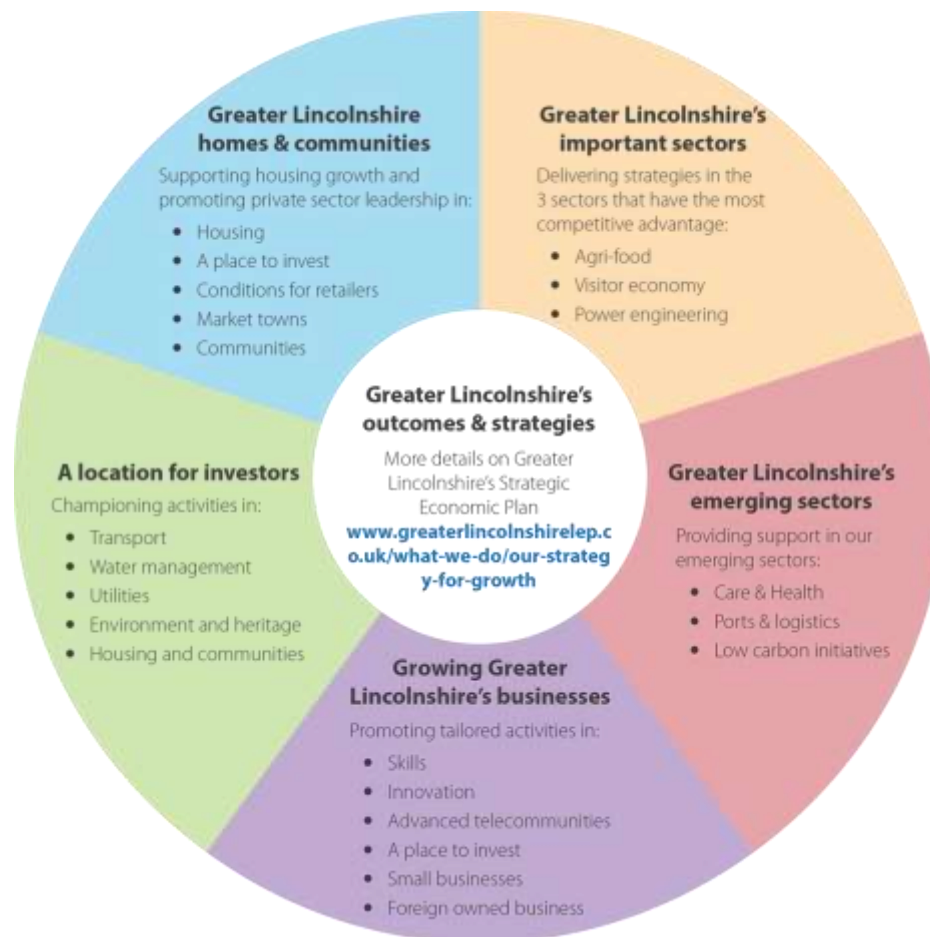 Greater Lincolnshire
homes & communities
Supporting housing growth and
promoting private sector leadership in:
• Housing
• A place to invest
• Conditions for retailers
• Market towns
• Communities
Greater Lincolnshire's
important sectors
Delivering strategies in the
3 sectors that have the most
competitive advantage:
• Agri-food
• Visitor economy
• Power engineering
Greater Lincolnshire's
outcomes & strategies
More details on Greater
Lincolnshire's Strategic
Economic Plan
www.greaterlincolnshirelep.c
o.uk/what-we-do/our-strateg
y-for-growth
A location for investors
Championing activities in:
• Transport
• Water management
• Utilities
• Environment and heritage
• Housing and communities
Greater Lincolnshire's
emerging sectors
Providing support in our
emerging sectors:
• Care & Health
• Ports & logistics
• Low carbon initiatives
Growing Greater
Lincolnshire's businesses
Promoting tailored activities in:
• Skills
• Innovation
• Advanced telecommunities
• A place to invest
• Small businesses
• Foreign owned business